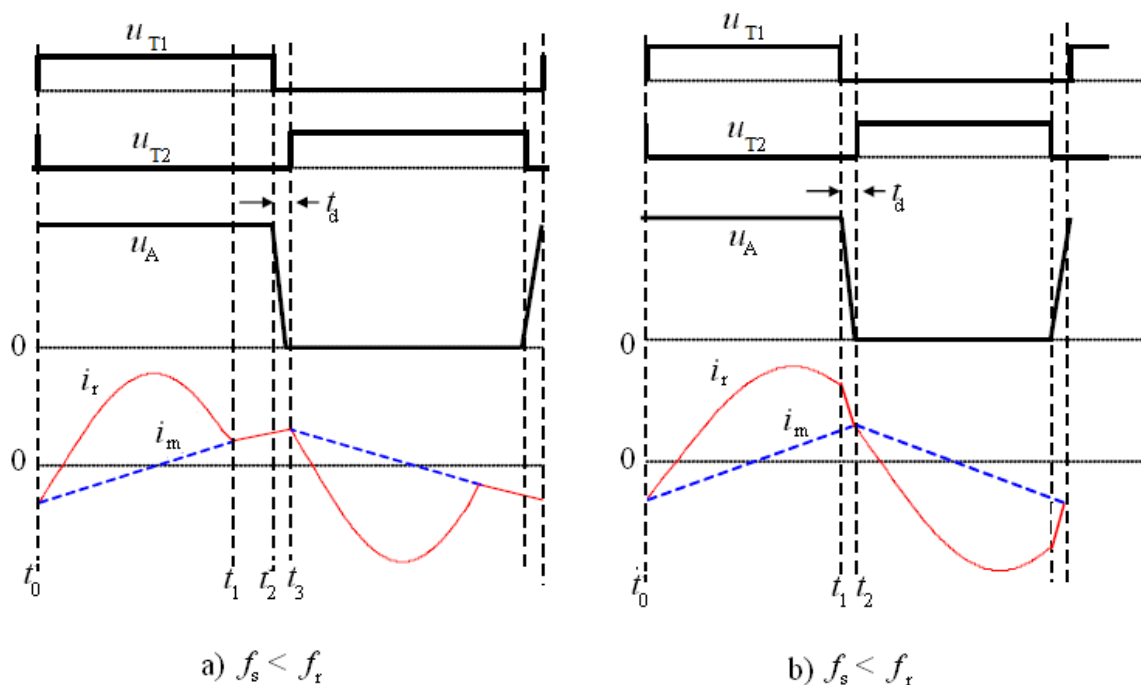 u_T1
u_T2
t_d
u_A
0
i_r
i_m
0
t_0 t_1 t_2 t_3
a) f_s < f_r
u_T1
u_T2
t_d
u_A
0
i_r
i_m
0
t_0 t_1 t_2
b) f_s < f_r